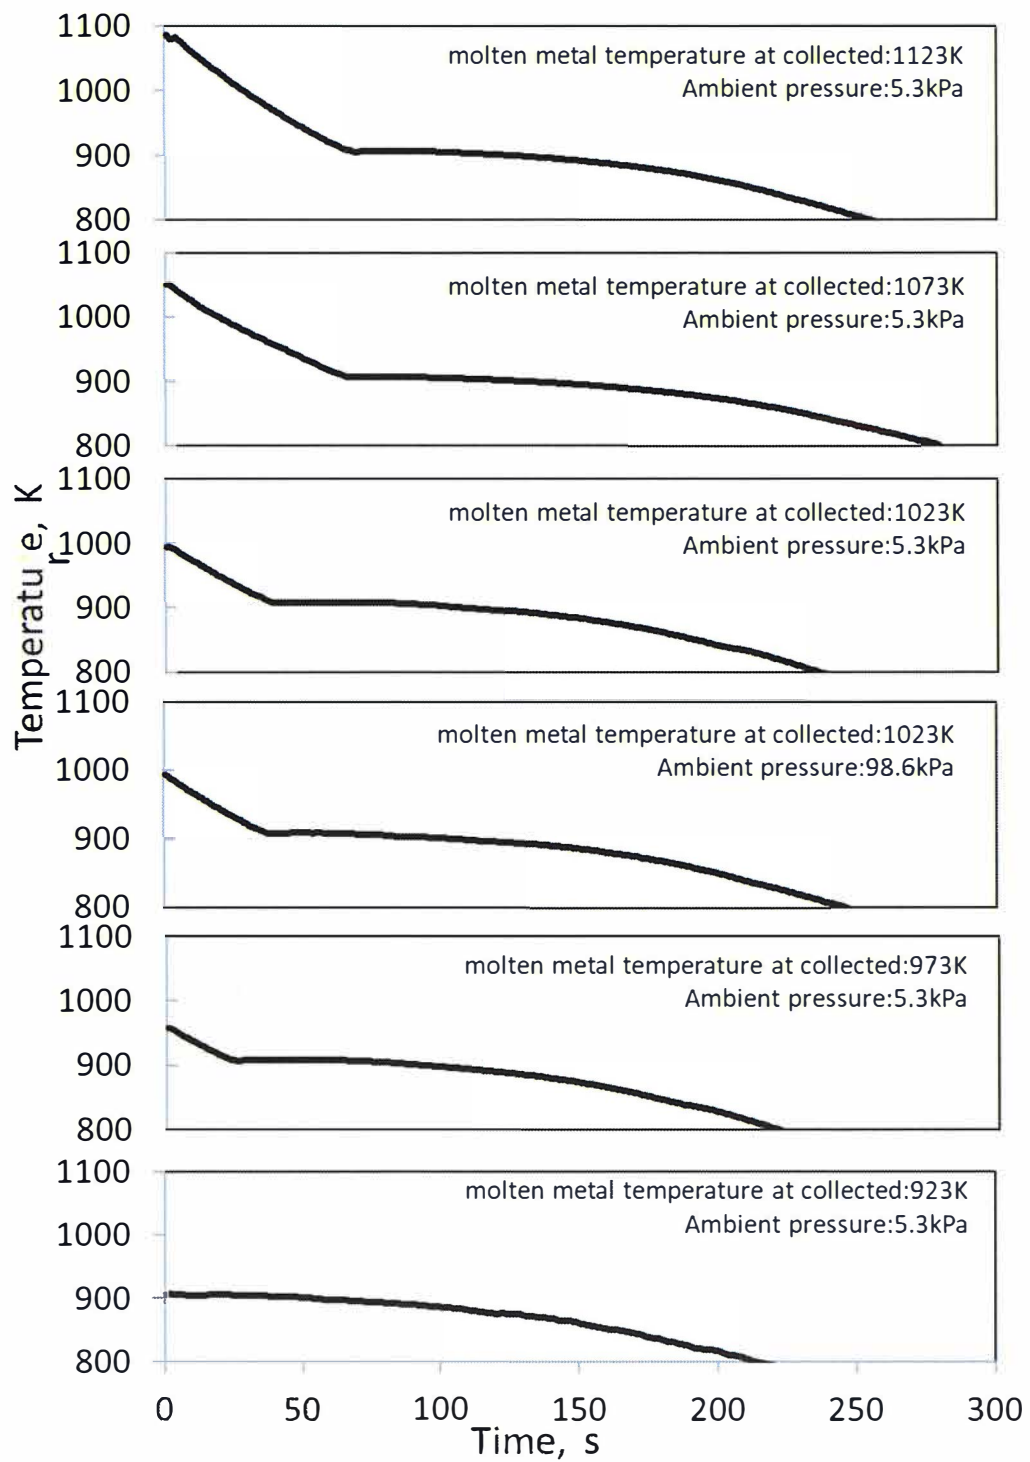 1100
molten metal temperature at collected:1123K
Ambient pressure:5.3kPa
1000
900
800
1100
molten metal temperature at collected:1073K
Ambient pressure:5.3kPa
1000
900
800
1100
molten metal temperature at collected:1023K
Ambient pressure:5.3kPa
1000
900
800
Temperature, K
1100
molten metal temperature at collected:1023K
Ambient pressure:98.6kPa
1000
900
800
1100
molten metal temperature at collected:973K
Ambient pressure:5.3kPa
1000
900
800
1100
molten metal temperature at collected:923K
Ambient pressure:5.3kPa
1000
900
800
0 50 100 150 200 250 300
Time, s